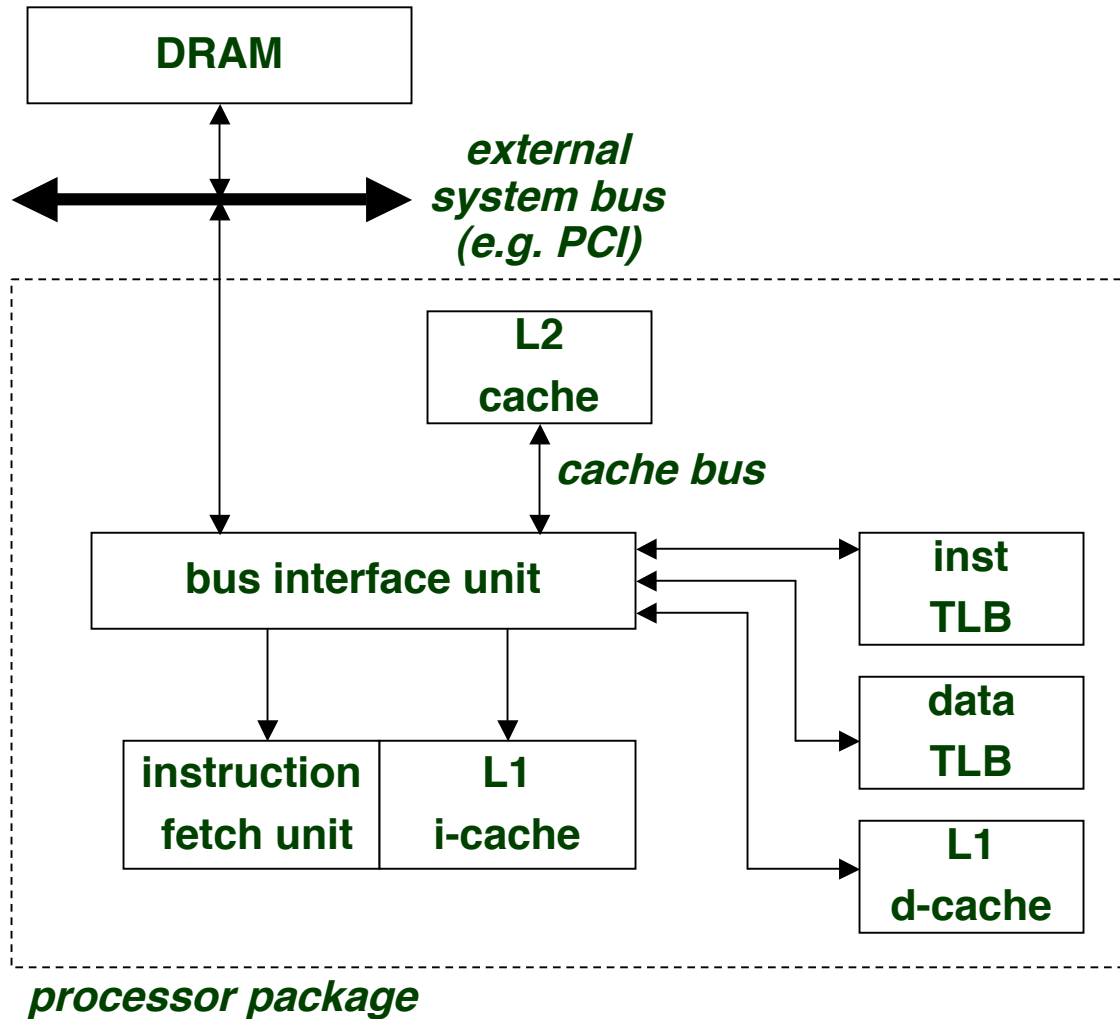 DRAM
external
system bus
(e.g. PCI)
L2
cache
cache bus
bus interface unit
inst
TLB
data
TLB
instruction
fetch unit
L1
i-cache
L1
d-cache
processor package